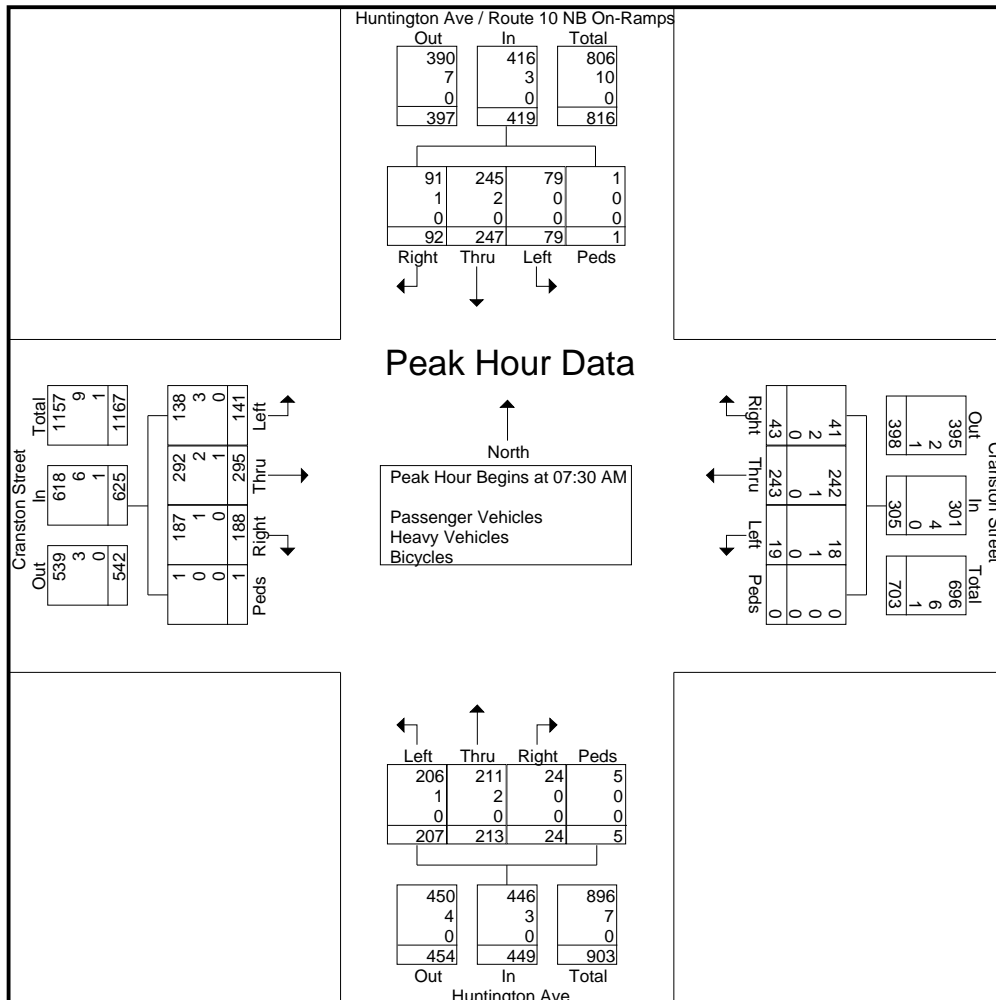 Huntington Ave / Route 10 NB On-Ramps
Out In Total
390 416 806
7 3 10
0 0 0
397 419 816
91 245 79 1
1 2 0 0
0 0 0 0
92 247 79 1
Right Thru Left Peds
Peak Hour Data
North
Peak Hour Begins at 07:30 AM
Passenger Vehicles
Heavy Vehicles
Bicycles
Cranston Street
Total
1157 9 1 1167
In
618 6 1 625
Out
539 3 0 542
138 3 0 141
Left
292 2 1 295
Thru
187 1 0 188
Right
1 0 0 1
Peds
Right
41 2 0 43
Thru
242 1 0 243
Left
18 1 0 19
Peds
0 0 0 0
Out
395 2 1 398
In
301 4 0 305
Total
696 6 1 703
Cranston Street
Left Thru Right Peds
206 211 24 5
1 2 0 0
0 0 0 0
207 213 24 5
450 446 896
4 3 7
0 0 0
454 449 903
Out In Total
Huntington Ave